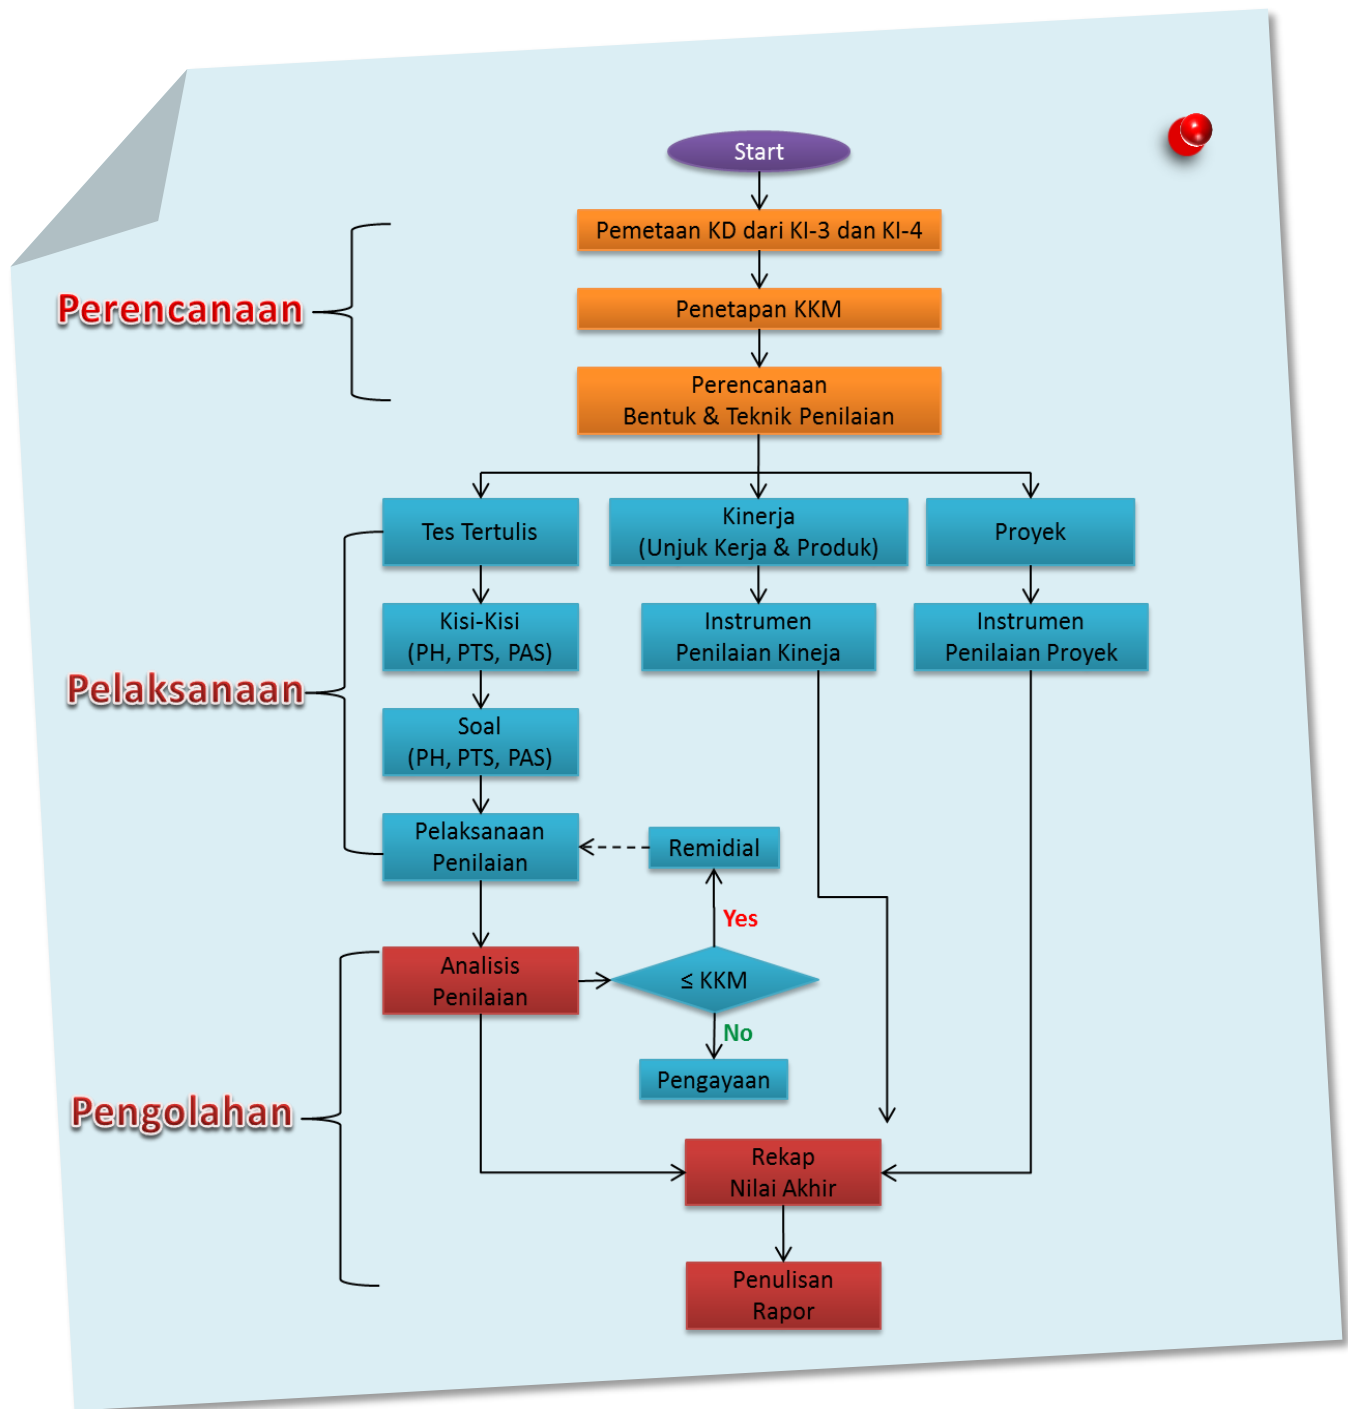 Start
Pemetaan KD dari KI-3 dan KI-4
Perencanaan
Penetapan KKM
Perencanaan
Bentuk & Teknik Penilaian
Tes Tertulis
Kinerja
(Unjuk Kerja & Produk)
Proyek
Kisi-Kisi
(PH, PTS, PAS)
Instrumen
Penilaian Kineja
Instrumen
Penilaian Proyek
Pelaksanaan
Soal
(PH, PTS, PAS)
Pelaksanaan
Penilaian
Remidial
Yes
Analisis
Penilaian
≤ KKM
No
Pengayaan
Pengolahan
Rekap
Nilai Akhir
Penulisan
Rapor